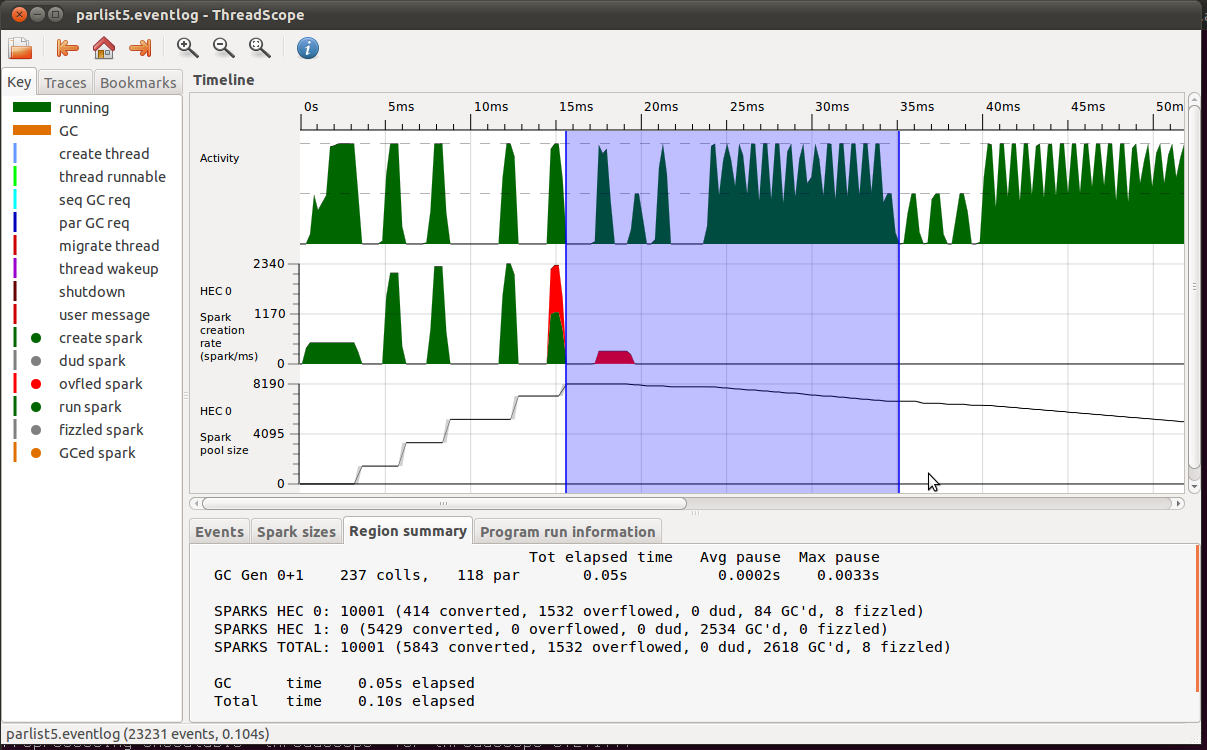 parlist5.eventlog - ThreadScope
Key Traces Bookmarks
running
GC
create thread
thread runnable
seq GC req
par GC req
migrate thread
thread wakeup
shutdown
user message
create spark
dud spark
ovfled spark
run spark
fizzled spark
GCed spark
Timeline
0s 5ms 10ms 15ms 20ms 25ms 30ms 35ms 40ms 45ms 50m
Activity
2340
HEC 0
1170
Spark
creation
rate
(spark/ms)
0
8190
HEC 0
4095
Spark
pool size
0
Events Spark sizes Region summary Program run information
Tot elapsed time Avg pause Max pause
GC Gen 0+1 237 colls, 118 par 0.05s 0.0002s 0.0033s
SPARKS HEC 0: 10001 (414 converted, 1532 overflowed, 0 dud, 84 GC'd, 8 fizzled)
SPARKS HEC 1: 0 (5429 converted, 0 overflowed, 0 dud, 2534 GC'd, 0 fizzled)
SPARKS TOTAL: 10001 (5843 converted, 1532 overflowed, 0 dud, 2618 GC'd, 8 fizzled)
GC time 0.05s elapsed
Total time 0.10s elapsed
parlist5.eventlog (23231 events, 0.104s)